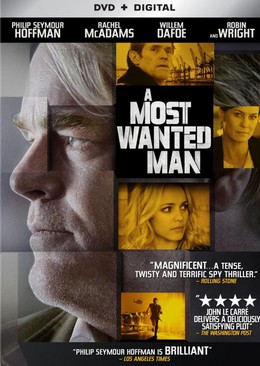 DVD + DIGITAL
PHILIP SEYMOUR HOFFMAN
RACHEL McADAMS
WILLEM DAFOE
AND ROBIN WRIGHT
A
MOST
WANTED
MAN
"MAGNIFICENT...A TENSE,
TWISTY AND TERRIFIC SPY THRILLER."
– ROLLING STONE
★★★★
JOHN LE CARRÉ
DELIVERS A DELICIOUSLY
SATISFYING PLOT"
– THE WASHINGTON POST
"PHILIP SEYMOUR HOFFMAN IS BRILLIANT"
– LOS ANGELES TIMES